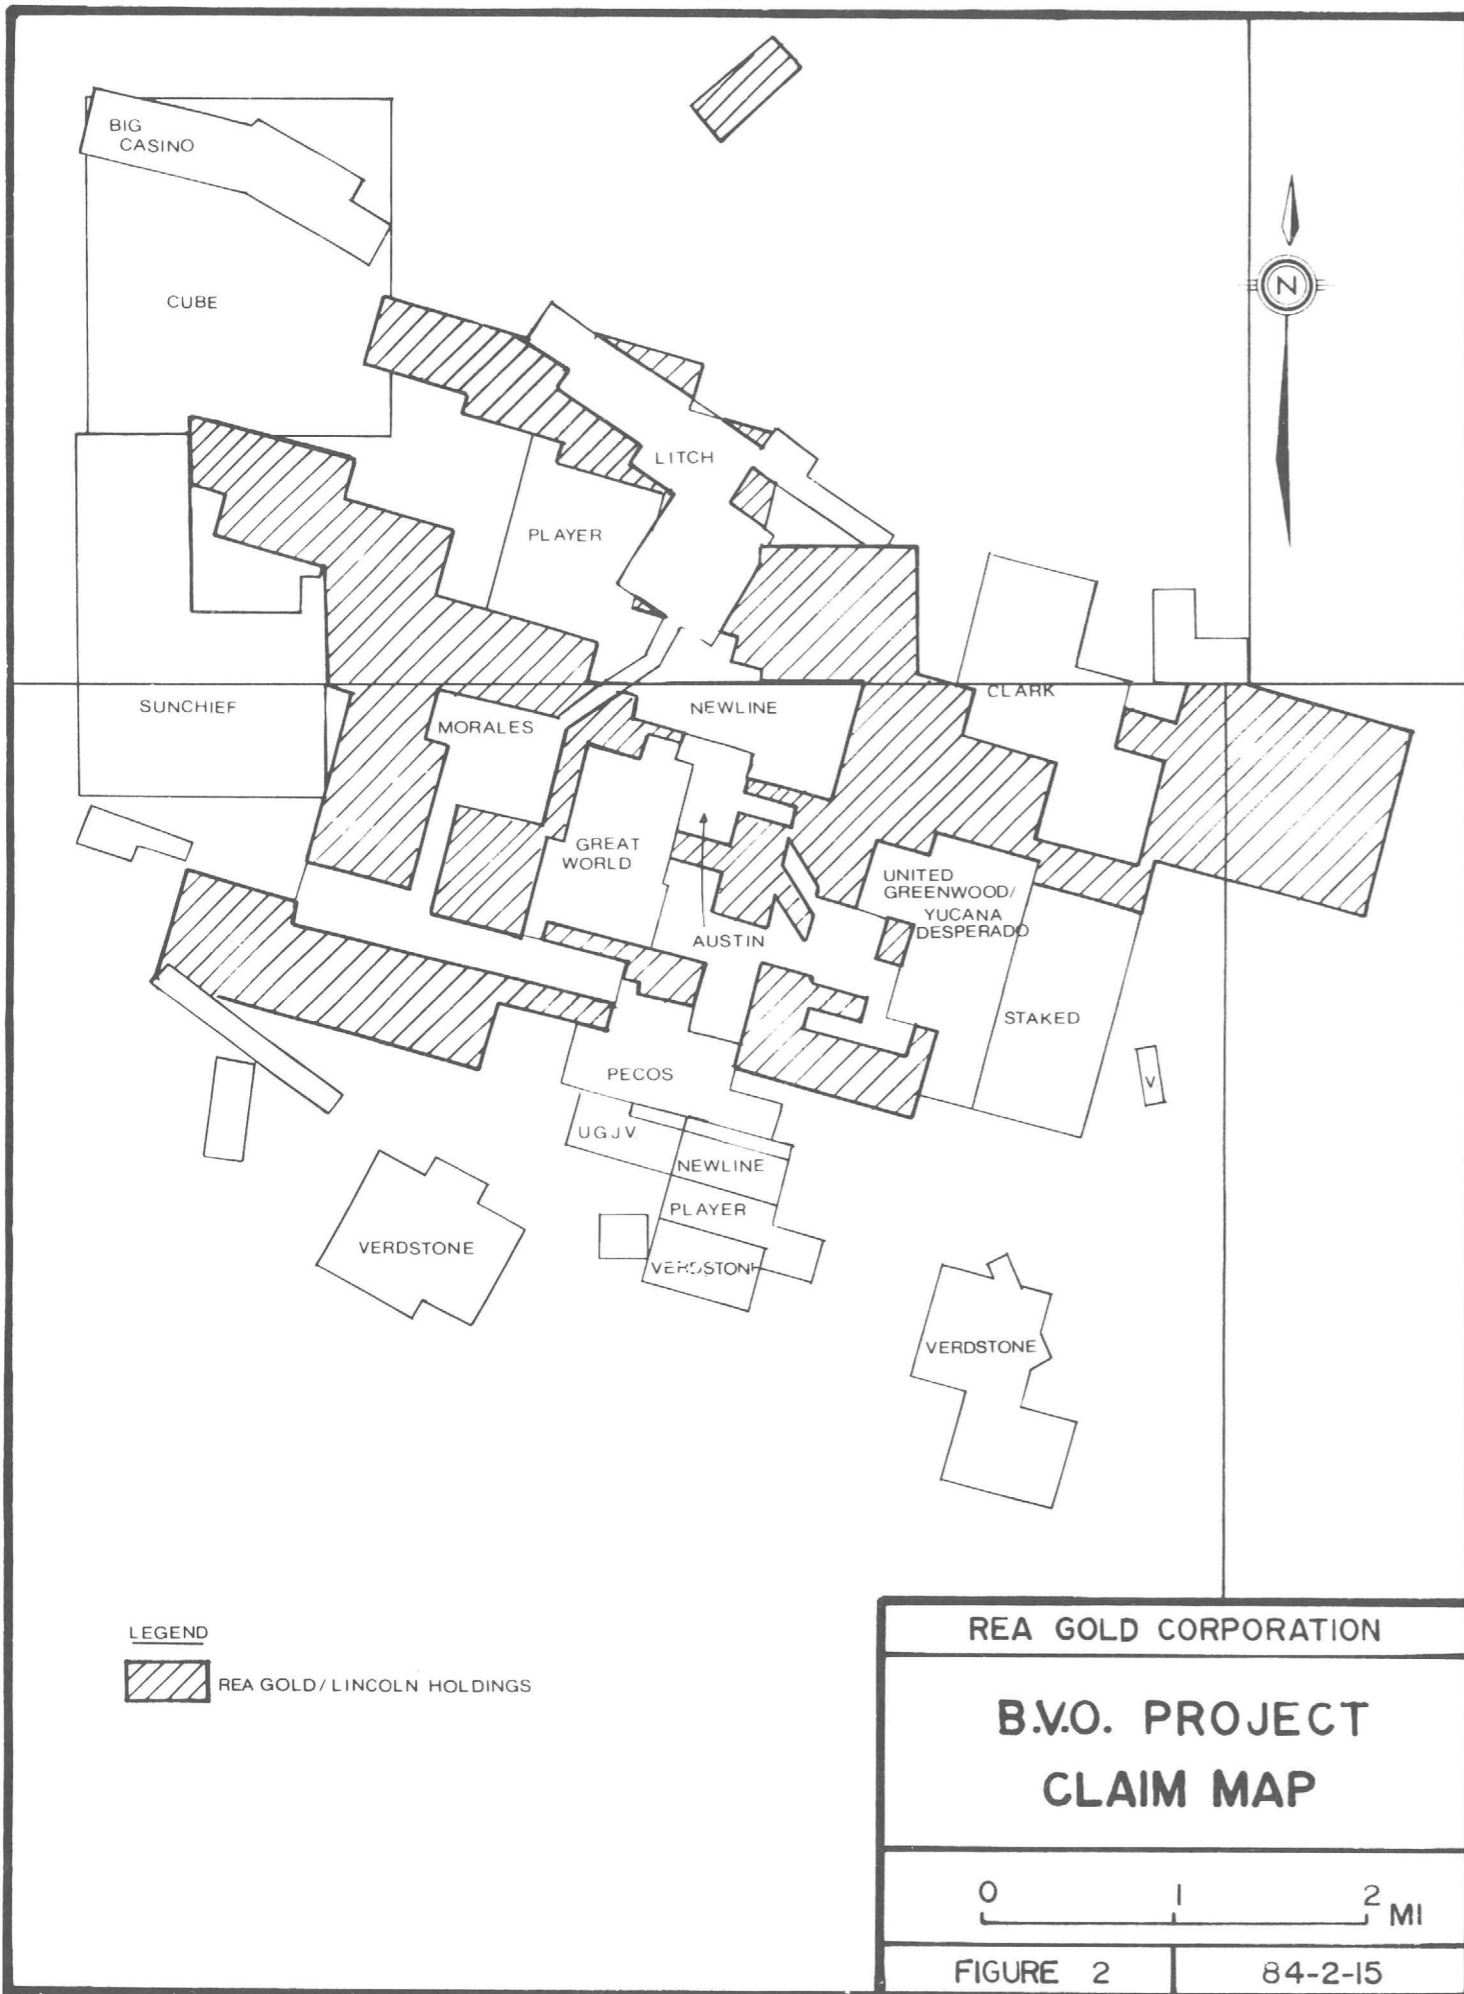 BIG
CASINO
CUBE
N
LITCH
PLAYER
CLARK
SUNCHIEF
MORALES
NEWLINE
GREAT
WORLD
UNITED
GREENWOOD/
YUCANA
DESPERADO
AUSTIN
STAKED
PECOS
V
U G J V
NEWLINE
PLAYER
VERDSTONE
VERDSTONE
VERDSTONE
LEGEND
REA GOLD / LINCOLN HOLDINGS
REA GOLD CORPORATION
B.V.O. PROJECT
CLAIM MAP
0 1 2 MI
FIGURE 2
84-2-15